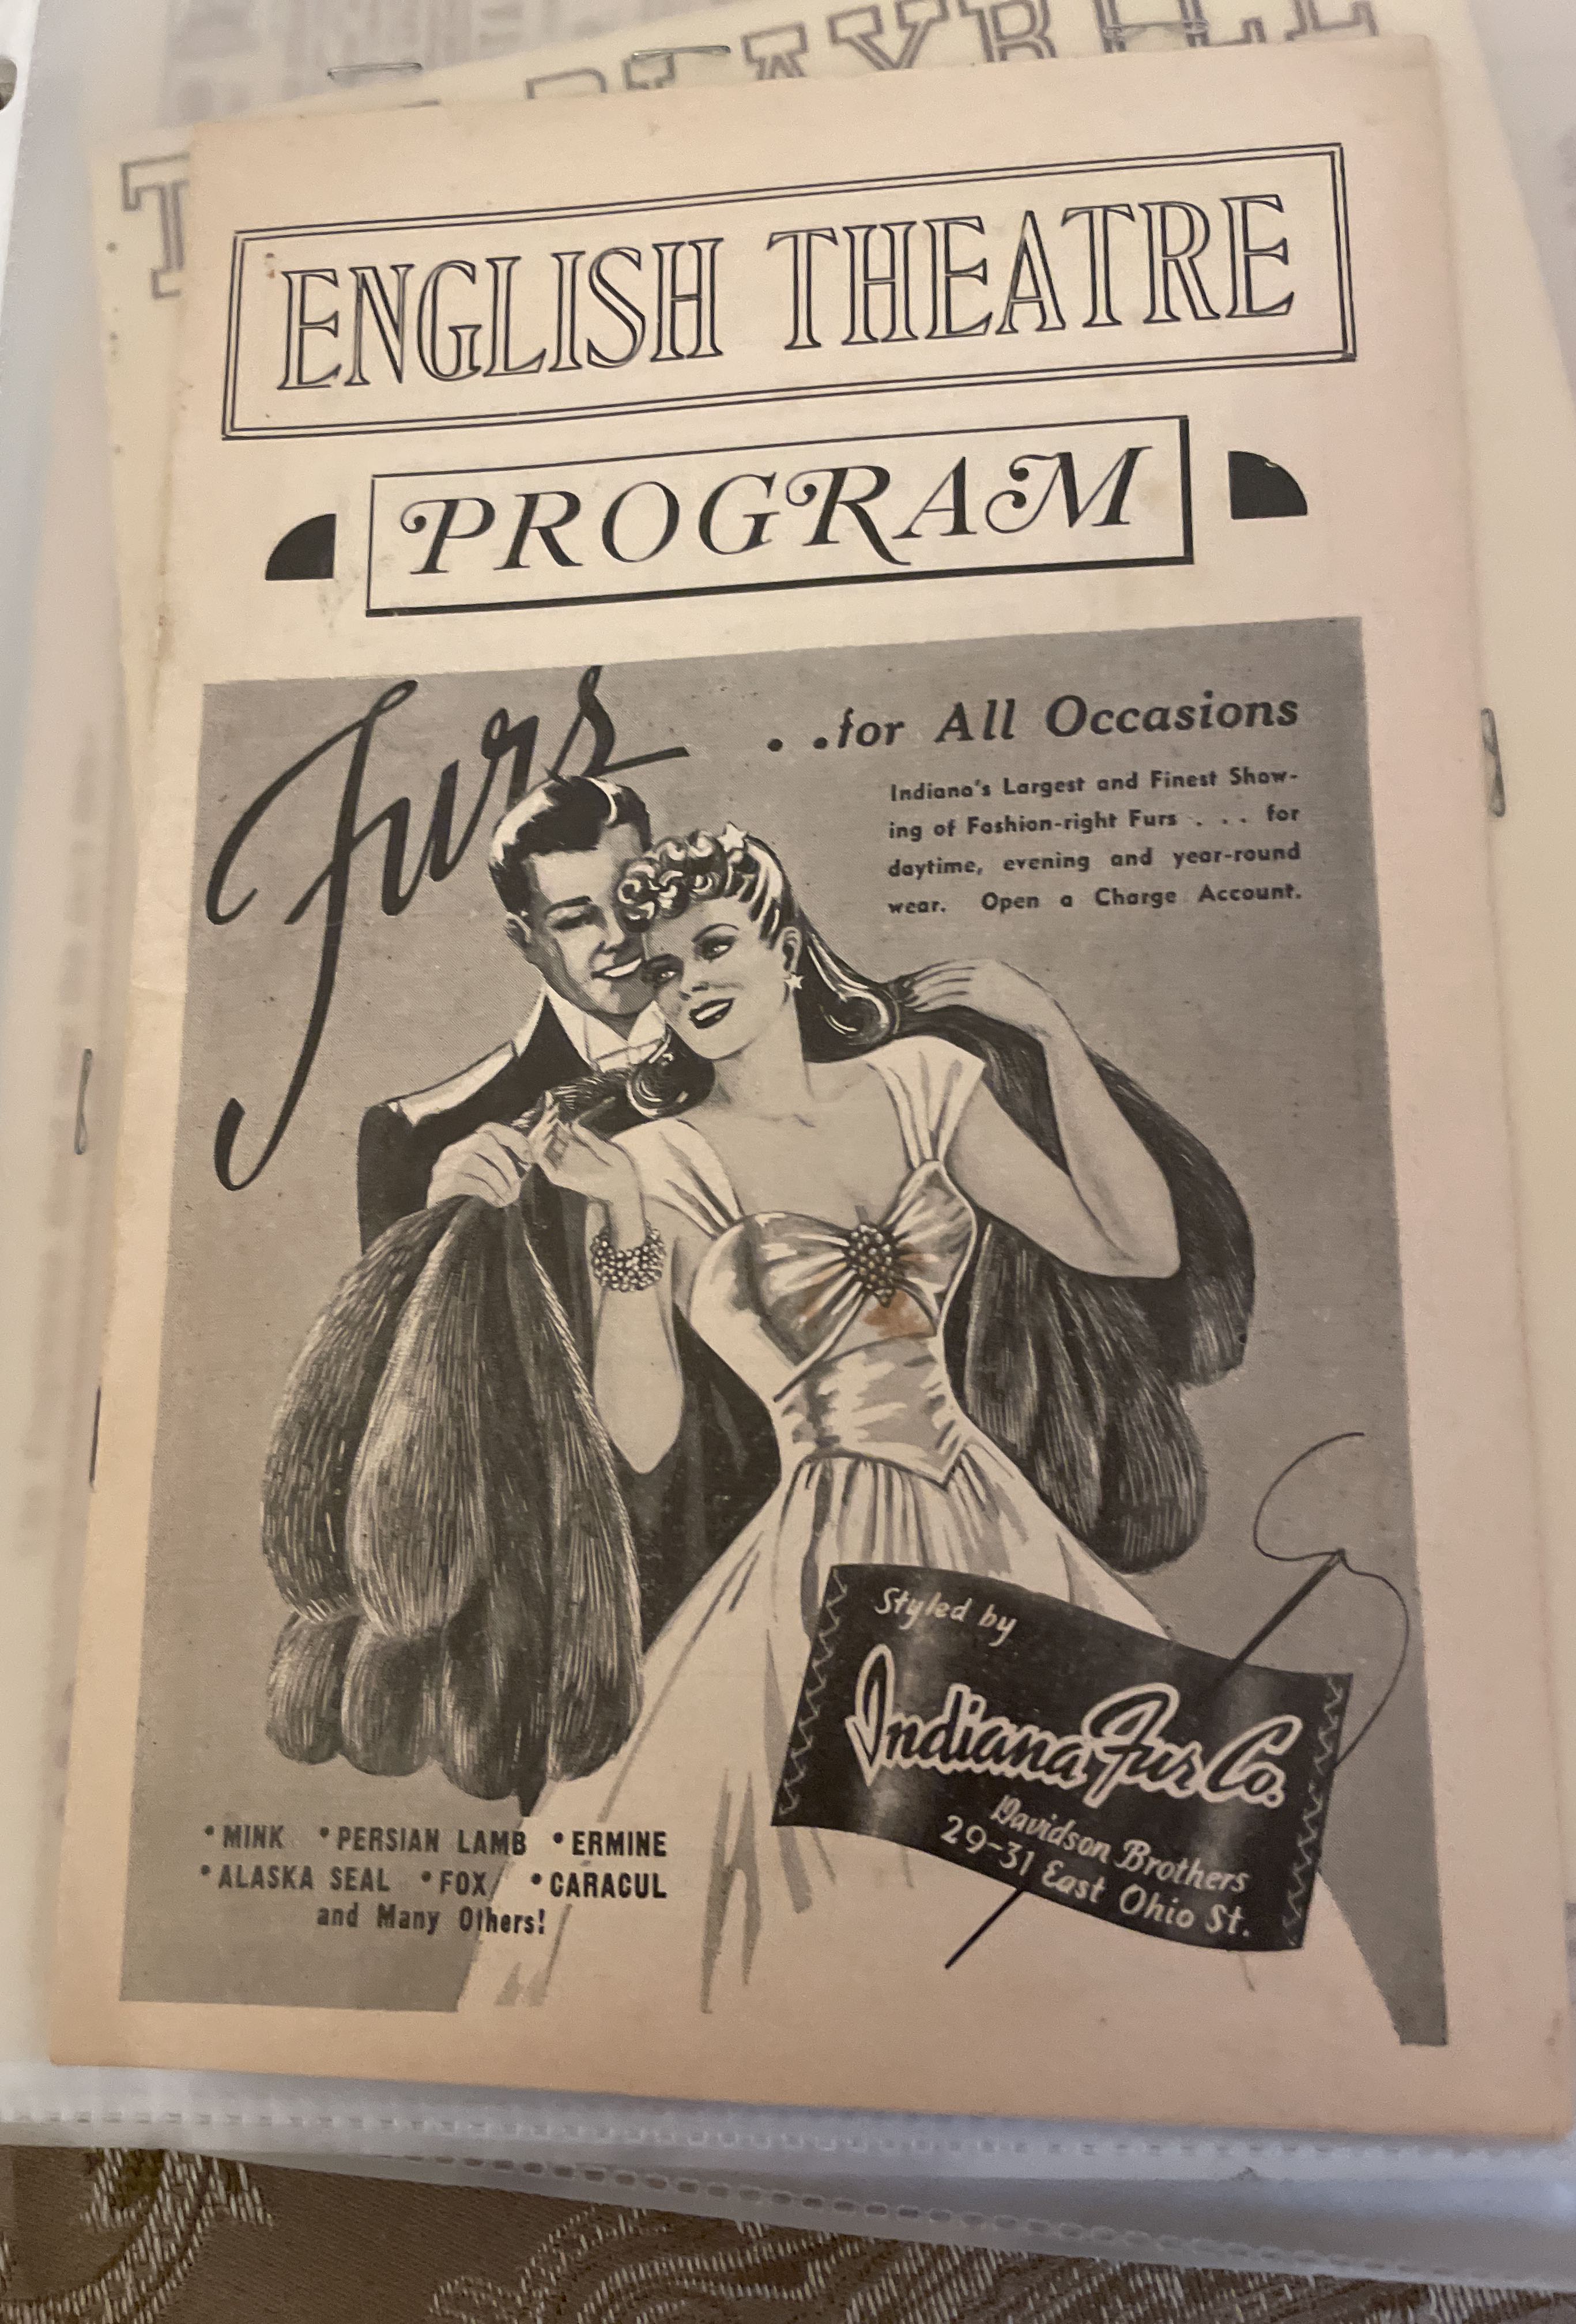 PLAYBILL
ENGLISH THEATRE
PROGRAM
Furs
. .for All Occasions
Indiana's Largest and Finest Show-
ing of Fashion-right Furs . . . for
daytime, evening and year-round
wear. Open a Charge Account.
Styled by
Indiana Fur Co.
Davidson Brothers
29-31 East Ohio St.
• MINK • PERSIAN LAMB • ERMINE
• ALASKA SEAL • FOX • CARACUL
and Many Others!